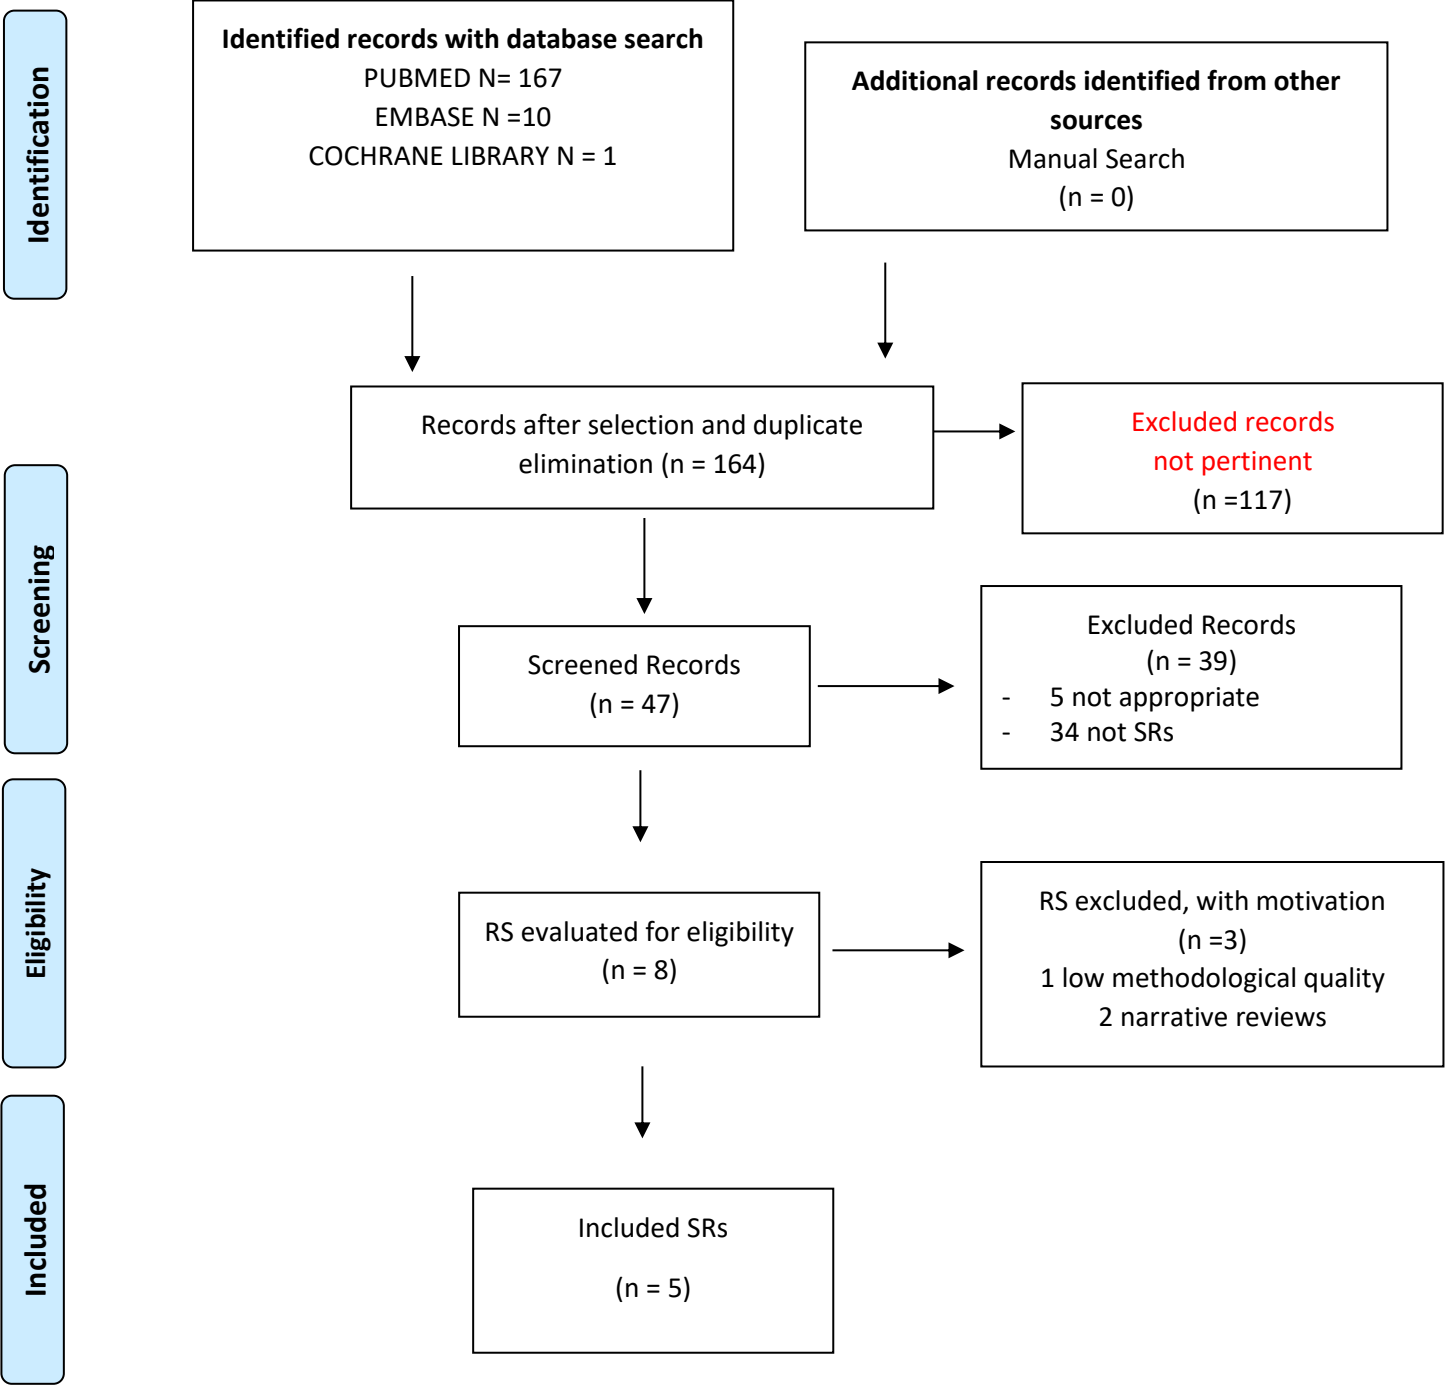 Identification
Identified records with database search
PUBMED N= 167
EMBASE N =10
COCHRANE LIBRARY N = 1
Additional records identified from other
sources
Manual Search
(n = 0)
Records after selection and duplicate
elimination (n = 164)
Excluded records
not pertinent
(n =117)
Screening
Screened Records
(n = 47)
Excluded Records
(n = 39)
- 5 not appropriate
- 34 not SRs
Eligibility
RS evaluated for eligibility
(n = 8)
RS excluded, with motivation
(n =3)
1 low methodological quality
2 narrative reviews
Included
Included SRs
(n = 5)